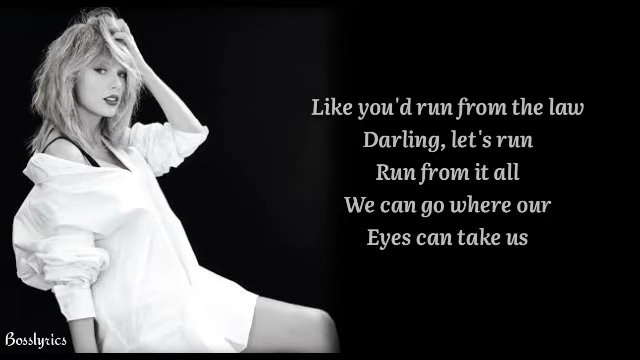 Like you'd run from the law
Darling, let's run
Run from it all
We can go where our
Eyes can take us
Bosslyrics